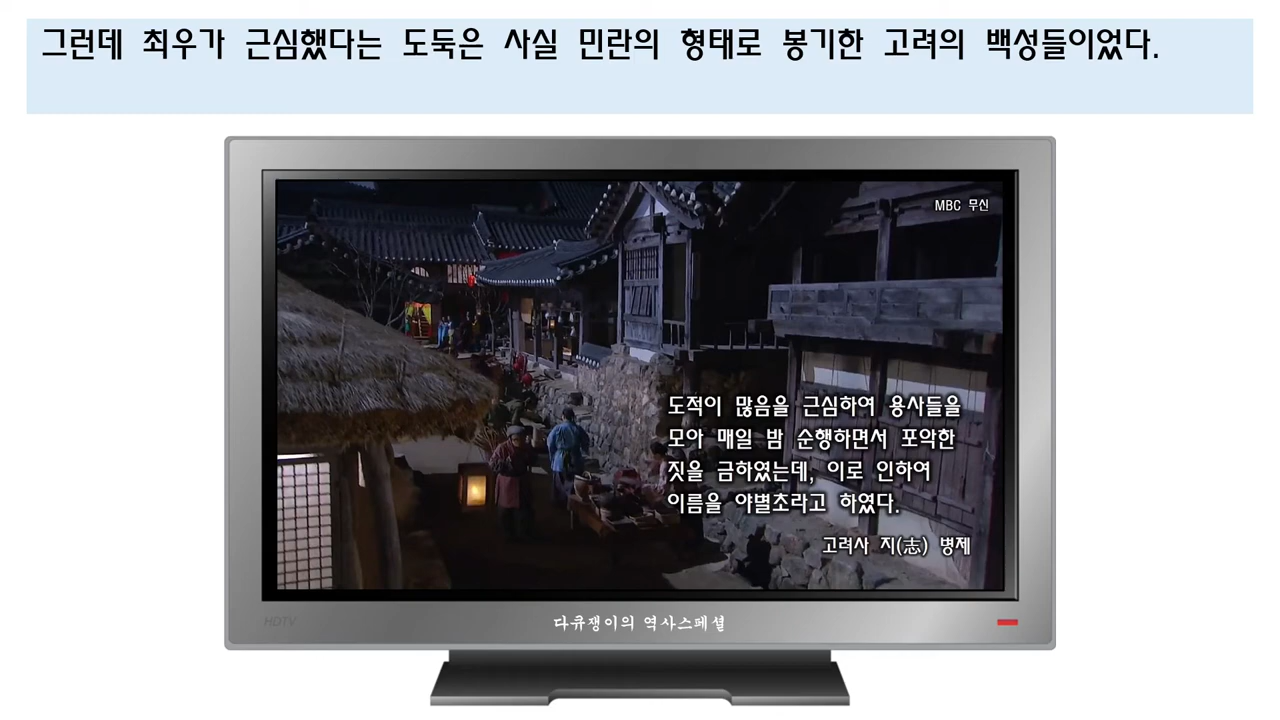 그런데 최우가 근심했다는 도둑은 사실 민란의 형태로 봉기한 고려의 백성들이었다.
MBC 무신
도적이 많음을 근심하여 용사들을
모아 매일 밤 순행하면서 포악한
짓을 금하였는데, 이로 인하여
이름을 야별초라고 하였다.
고려사 지(志) 병제
HDTV
다큐쟁이의 역사스페셜